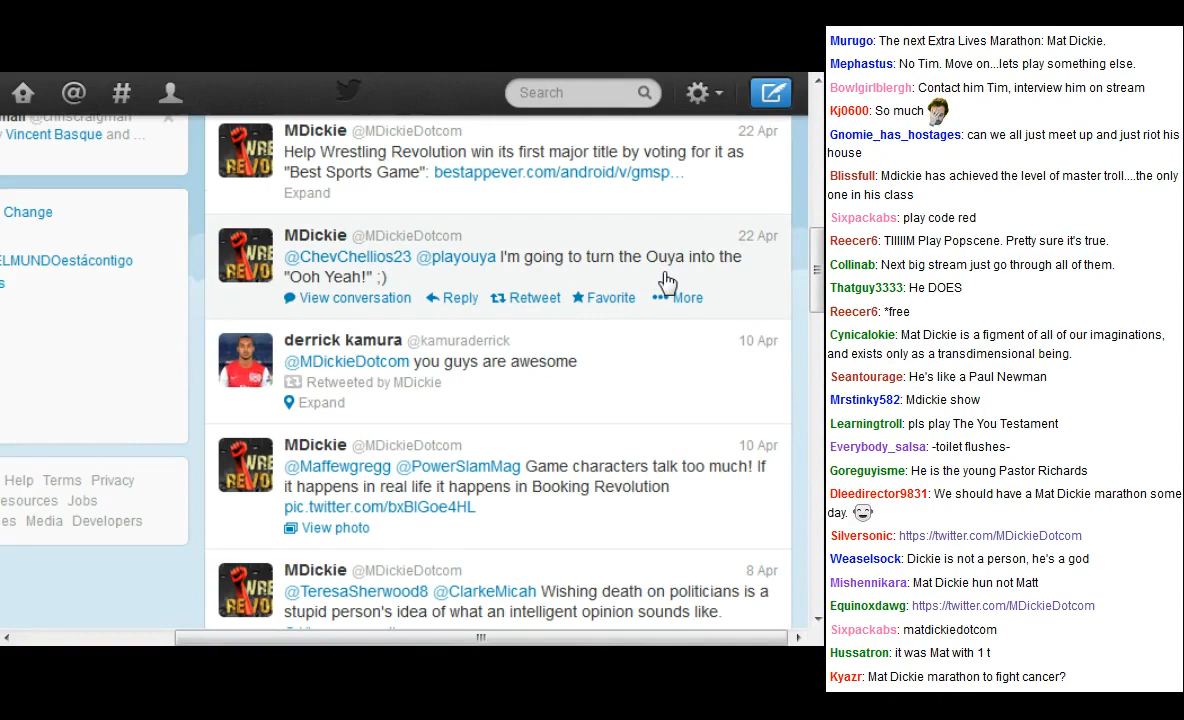 Search
@chriscraigman
Vincent Basque and ...
Change
ELMUNDOestácontigo
s
Help Terms Privacy
esources Jobs
es Media Developers
MDickie @MDickieDotcom 22 Apr
Help Wrestling Revolution win its first major title by voting for it as
"Best Sports Game": bestappever.com/android/v/gmsp...
Expand
MDickie @MDickieDotcom 22 Apr
@ChevChellios23 @playouya I'm going to turn the Ouya into the
"Ooh Yeah!" ;)
View conversation Reply Retweet Favorite More
derrick kamura @kamuraderrick 10 Apr
@MDickieDotcom you guys are awesome
Retweeted by MDickie
Expand
MDickie @MDickieDotcom 10 Apr
@Maffewgregg @PowerSlamMag Game characters talk too much! If
it happens in real life it happens in Booking Revolution
pic.twitter.com/bxBlGoe4HL
View photo
MDickie @MDickieDotcom 8 Apr
@TeresaSherwood8 @ClarkeMicah Wishing death on politicians is a
stupid person's idea of what an intelligent opinion sounds like.
WRE
REVO
Murugo: The next Extra Lives Marathon: Mat Dickie.
Mephastus: No Tim. Move on...lets play something else.
Bowlgirlblergh: Contact him Tim, interview him on stream
Kj0600: So much
Gnomie_has_hostages: can we all just meet up and just riot his
house
Blissfull: Mdickie has achieved the level of master troll....the only
one in his class
Sixpackabs: play code red
Reecer6: TIIIIIM Play Popscene. Pretty sure it's true.
Collinab: Next big stream just go through all of them.
Thatguy3333: He DOES
Reecer6: *free
Cynicalokie: Mat Dickie is a figment of all of our imaginations,
and exists only as a transdimensional being.
Seantourage: He's like a Paul Newman
Mrstinky582: Mdickie show
Learningtroll: pls play The You Testament
Everybody_salsa: -toilet flushes-
Goreguyisme: He is the young Pastor Richards
Dleedirector9831: We should have a Mat Dickie marathon some
day.
Silversonic: https://twitter.com/MDickieDotcom
Weaselsock: Dickie is not a person, he's a god
Mishennikara: Mat Dickie hun not Matt
Equinoxdawg: https://twitter.com/MDickieDotcom
Sixpackabs: matdickiedotcom
Hussatron: it was Mat with 1 t
Kyazr: Mat Dickie marathon to fight cancer?